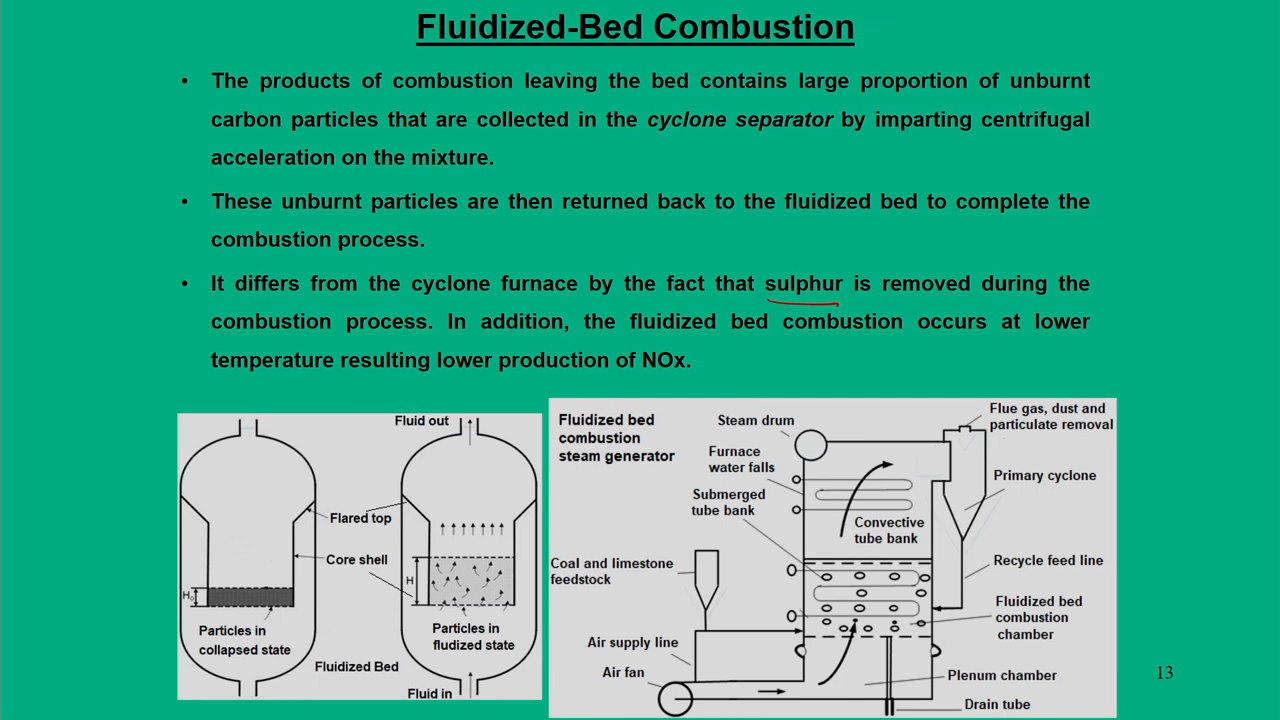 Fluidized-Bed Combustion
• The products of combustion leaving the bed contains large proportion of unburnt
carbon particles that are collected in the cyclone separator by imparting centrifugal
acceleration on the mixture.
• These unburnt particles are then returned back to the fluidized bed to complete the
combustion process.
• It differs from the cyclone furnace by the fact that sulphur is removed during the
combustion process. In addition, the fluidized bed combustion occurs at lower
temperature resulting lower production of NOx.
Fluid out
Flared top
Core shell
H₀
H
Particles in
collapsed state
Particles in
fludized state
Fluidized Bed
Fluid in
Fluidized bed
combustion
steam generator
Steam drum
Furnace
water falls
Submerged
tube bank
Coal and limestone
feedstock
Air supply line
Air fan
Convective
tube bank
Flue gas, dust and
particulate removal
Primary cyclone
Recycle feed line
Fluidized bed
combustion
chamber
Plenum chamber
Drain tube
13